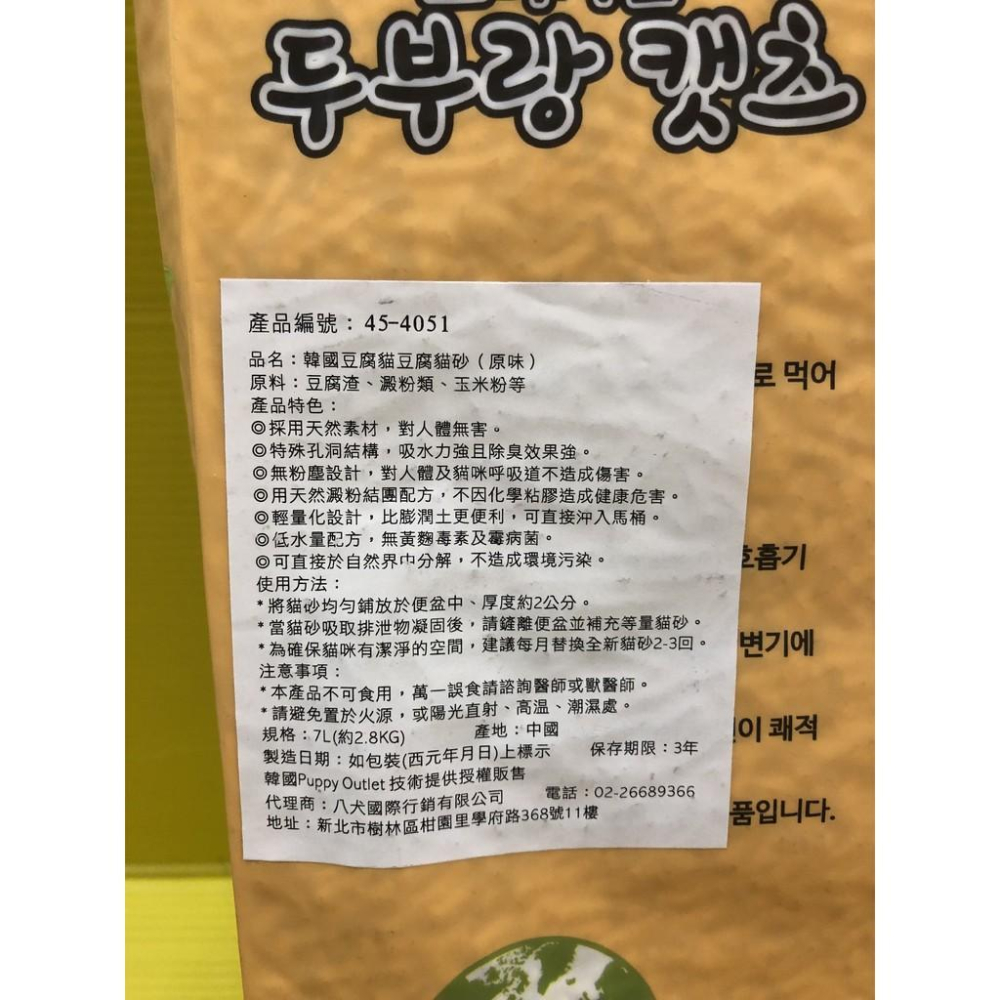 두부랑 캣츠
產品編號：45-4051
品名：韓國豆腐貓豆腐貓砂（原味）
原料：豆腐渣、澱粉類、玉米粉等
產品特色：
◎採用天然素材，對人體無害。
◎特殊孔洞結構，吸水力強且除臭效果強。
◎無粉塵設計，對人體及貓咪呼吸道不造成傷害。
◎用天然澱粉結團配方，不因化學粘膠造成健康危害。
◎輕量化設計，比膨潤土更便利，可直接沖入馬桶。
◎低水量配方，無黃麴毒素及霉病菌。
◎可直接於自然界中分解，不造成環境污染。
使用方法：
*將貓砂均勻鋪放於便盆中、厚度約2公分。
*當貓砂吸取排泄物凝固後，請鏟離便盆並補充等量貓砂。
*為確保貓咪有潔淨的空間，建議每月替換全新貓砂2-3回。
注意事項：
*本產品不可食用，萬一誤食請諮詢醫師或獸醫師。
*請避免置於火源，或陽光直射、高温、潮濕處。
規格：7L(約2.8KG) 產地：中國
製造日期：如包裝(西元年月日)上標示 保存期限：3年
韓國Puppy Outlet 技術提供授權販售
代理商：八犬國際行銷有限公司 電話：02-26689366
地址：新北市樹林區柑園里學府路368號11樓
로 먹어
호흡기
변기에
이 쾌적
품입니다.